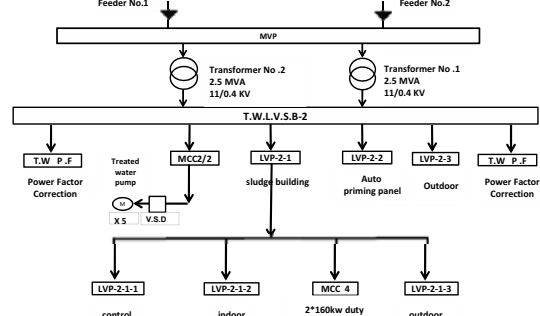 Feeder No.1
Feeder No.2
MVP
Transformer No .2
2.5 MVA
11/0.4 KV
Transformer No .1
2.5 MVA
11/0.4 KV
T.W.L.V.S.B-2
T.W P .F
Power Factor
Correction
Treated
water
pump
MCC2/2
LVP-2-1
sludge building
LVP-2-2
Auto
priming panel
LVP-2-3
Outdoor
T.W P .F
Power Factor
Correction
M
X 5
V.S.D
LVP-2-1-1
control
LVP-2-1-2
indoor
MCC 4
2*160kw duty
LVP-2-1-3
outdoor